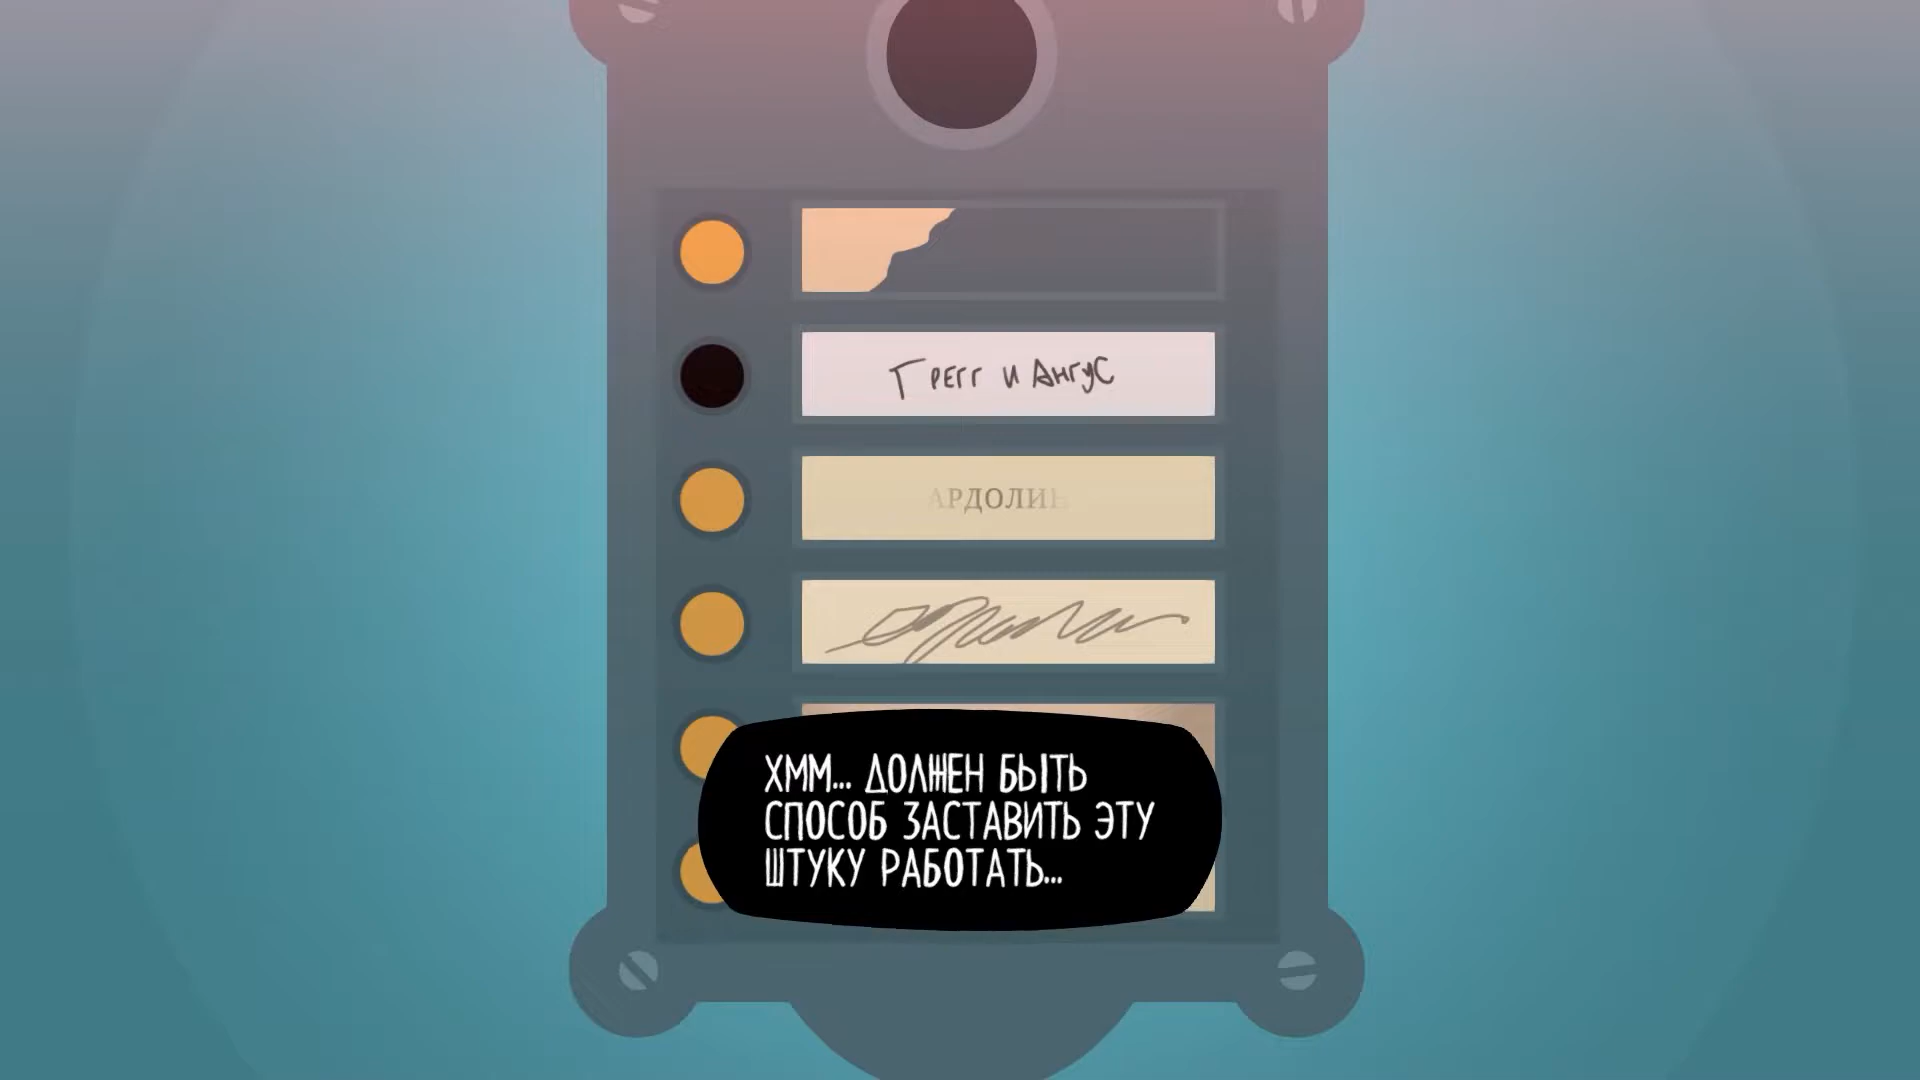 Грегг и Ангус
АРДОЛИН
ХММ... ДОЛЖЕН БЫТЬ
СПОСОБ ЗАСТАВИТЬ ЭТУ
ШТУКУ РАБОТАТЬ...